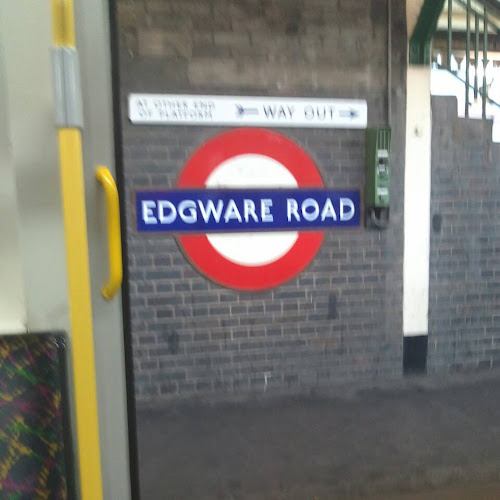 AT OTHER END
OF PLATFORM
WAY OUT
EDGWARE ROAD